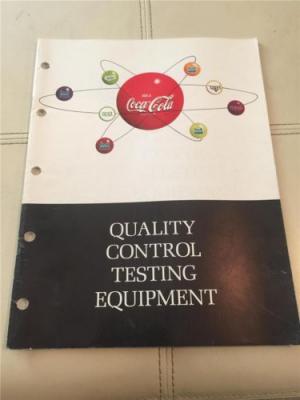 Coca-Cola
QUALITY
CONTROL
TESTING
EQUIPMENT